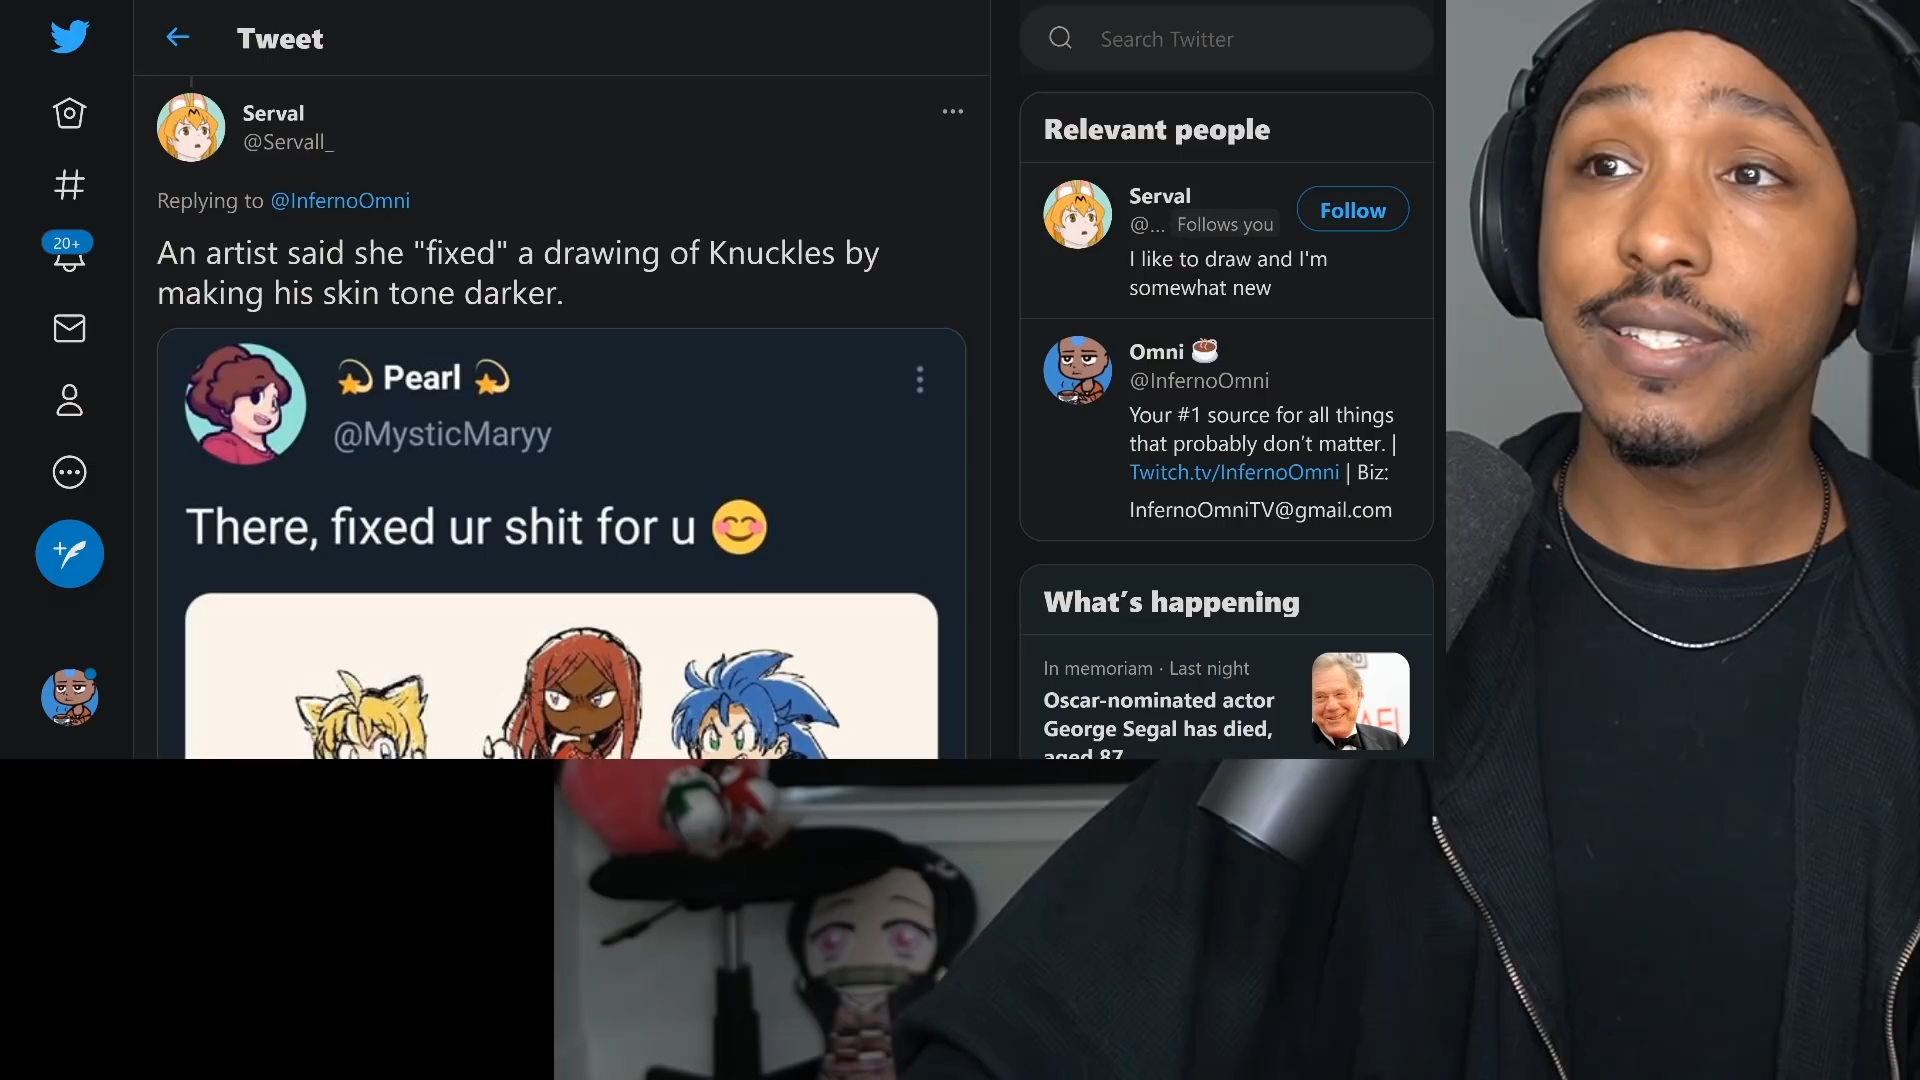 Tweet
Serval
@Servall_
Replying to @InfernoOmni
An artist said she "fixed" a drawing of Knuckles by
making his skin tone darker.
Pearl
@MysticMaryy
There, fixed ur shit for u
20+
Search Twitter
Relevant people
Serval
@... Follows you
Follow
I like to draw and I'm
somewhat new
Omni
@InfernoOmni
Your #1 source for all things
that probably don't matter. |
Twitch.tv/InfernoOmni | Biz:
InfernoOmniTV@gmail.com
What's happening
In memoriam · Last night
Oscar-nominated actor
George Segal has died,
aged 87